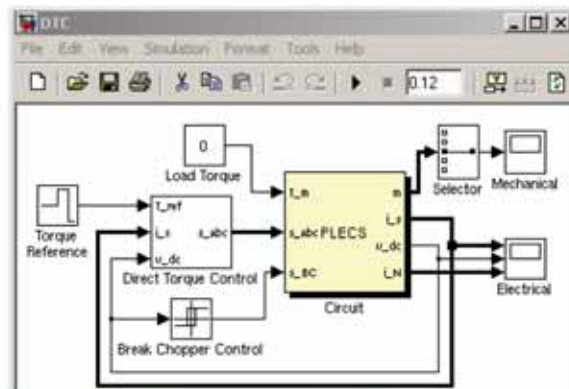 DTC
File Edit View Simulation Format Tools Help
0.12
0
Load Torque
Torque
Reference
T_ref
i_s
u_dc
s_abc
Direct Torque Control
Break Chopper Control
T_m
s_abc
s_BC
PLECS
m
i_s
u_dc
i_N
Circuit
Selector
Mechanical
Electrical